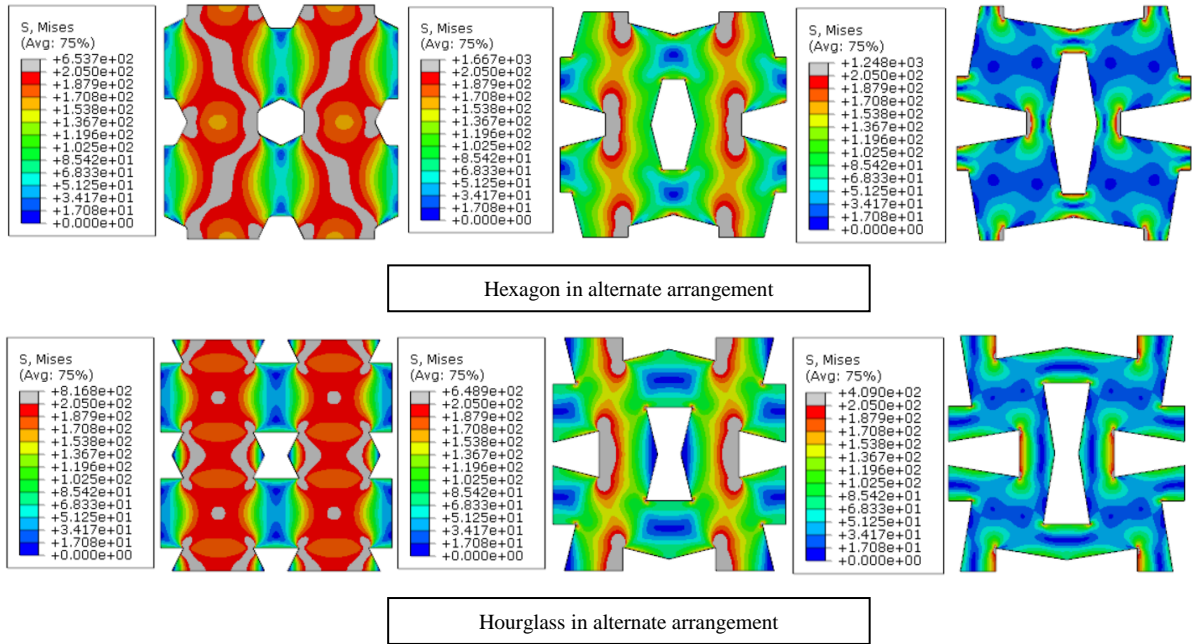 S, Mises
(Avg: 75%)
+6.537e+02
+2.050e+02
+1.879e+02
+1.708e+02
+1.538e+02
+1.367e+02
+1.196e+02
+1.025e+02
+8.542e+01
+6.833e+01
+5.125e+01
+3.417e+01
+1.708e+01
+0.000e+00
S, Mises
(Avg: 75%)
+1.667e+03
+2.050e+02
+1.879e+02
+1.708e+02
+1.538e+02
+1.367e+02
+1.196e+02
+1.025e+02
+8.542e+01
+6.833e+01
+5.125e+01
+3.417e+01
+1.708e+01
+0.000e+00
S, Mises
(Avg: 75%)
+1.248e+03
+2.050e+02
+1.879e+02
+1.708e+02
+1.538e+02
+1.367e+02
+1.196e+02
+1.025e+02
+8.542e+01
+6.833e+01
+5.125e+01
+3.417e+01
+1.708e+01
+0.000e+00
Hexagon in alternate arrangement
S, Mises
(Avg: 75%)
+8.168e+02
+2.050e+02
+1.879e+02
+1.708e+02
+1.538e+02
+1.367e+02
+1.196e+02
+1.025e+02
+8.542e+01
+6.833e+01
+5.125e+01
+3.417e+01
+1.708e+01
+0.000e+00
S, Mises
(Avg: 75%)
+6.489e+02
+2.050e+02
+1.879e+02
+1.708e+02
+1.538e+02
+1.367e+02
+1.196e+02
+1.025e+02
+8.542e+01
+6.833e+01
+5.125e+01
+3.417e+01
+1.708e+01
+0.000e+00
S, Mises
(Avg: 75%)
+4.090e+02
+2.050e+02
+1.879e+02
+1.708e+02
+1.538e+02
+1.367e+02
+1.196e+02
+1.025e+02
+8.542e+01
+6.833e+01
+5.125e+01
+3.417e+01
+1.708e+01
+0.000e+00
Hourglass in alternate arrangement